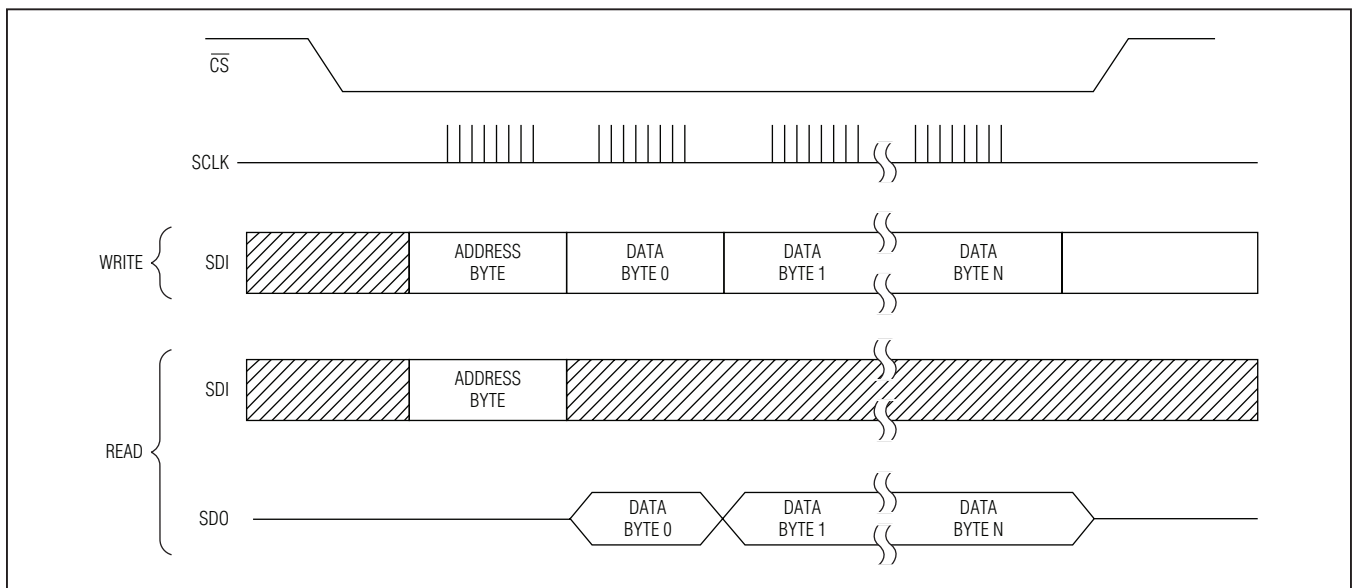 C̅S̅
SCLK
WRITE
SDI
ADDRESS
BYTE
DATA
BYTE 0
DATA
BYTE 1
DATA
BYTE N
READ
SDI
ADDRESS
BYTE
SDO
DATA
BYTE 0
DATA
BYTE 1
DATA
BYTE N